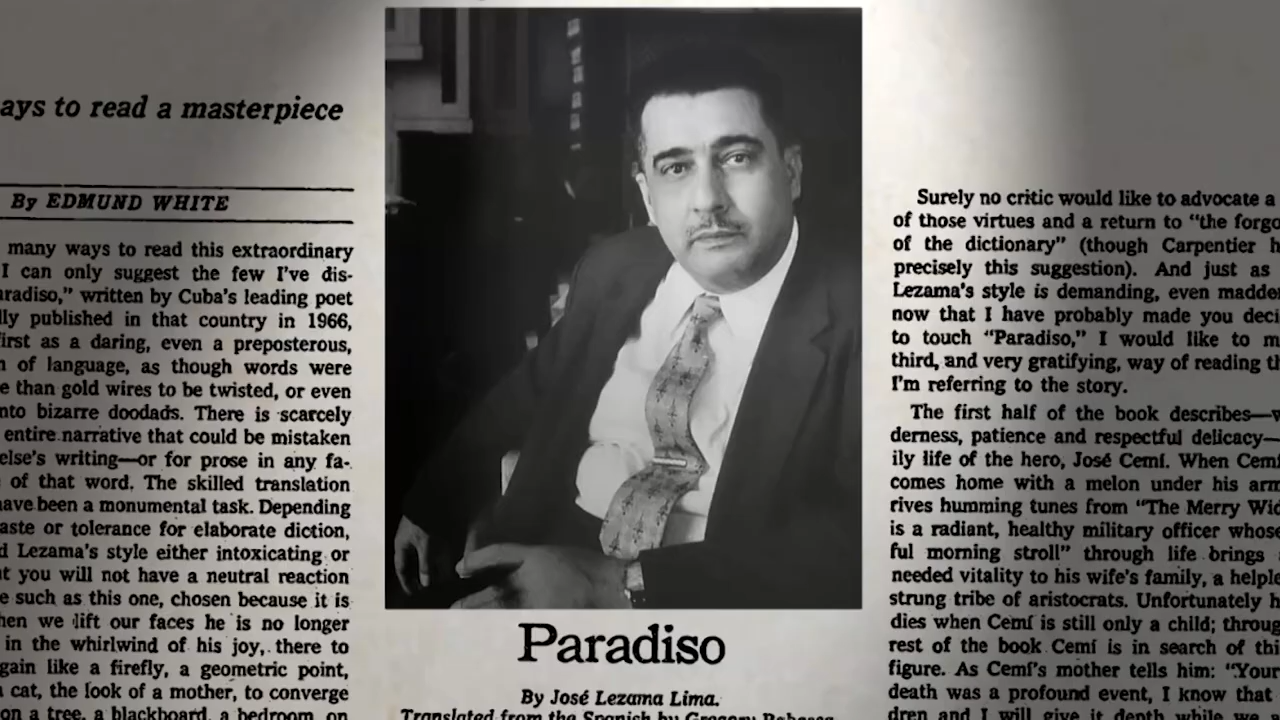 ays to read a masterpiece
By EDMUND WHITE
many ways to read this extraordinary
I can only suggest the few I've dis-
aradiso," written by Cuba's leading poet
lly published in that country in 1966,
irst as a daring, even a preposterous,
n of language, as though words were
e than gold wires to be twisted, or even
nto bizarre doodads. There is scarcely
entire narrative that could be mistaken
else's writing—or for prose in any fa-
of that word. The skilled translation
have been a monumental task. Depending
aste or tolerance for elaborate diction,
d Lezama's style either intoxicating or
t you will not have a neutral reaction
e such as this one, chosen because it is
hen we lift our faces he is no longer
in the whirlwind of his joy, there to
gain like a firefly, a geometric point,
cat, the look of a mother, to converge
on a tree, a blackboard, a bedroom, on
Paradiso
By José Lezama Lima.
Translated from the Spanish by Gregory Rabassa
Surely no critic would like to advocate a
of those virtues and a return to "the forgo
of the dictionary" (though Carpentier h
precisely this suggestion). And just as
Lezama's style is demanding, even madde
now that I have probably made you deci
to touch "Paradiso," I would like to m
third, and very gratifying, way of reading th
I'm referring to the story.
The first half of the book describes—w
derness, patience and respectful delicacy—
ily life of the hero, José Cemí. When Cemí
comes home with a melon under his arm
rives humming tunes from "The Merry Wid
is a radiant, healthy military officer whose
ful morning stroll" through life brings
needed vitality to his wife's family, a helple
strung tribe of aristocrats. Unfortunately h
dies when Cemí is still only a child; throug
rest of the book Cemí is in search of thi
figure. As Cemí's mother tells him: "Your
death was a profound event, I know that
dren and I will give it depth while we